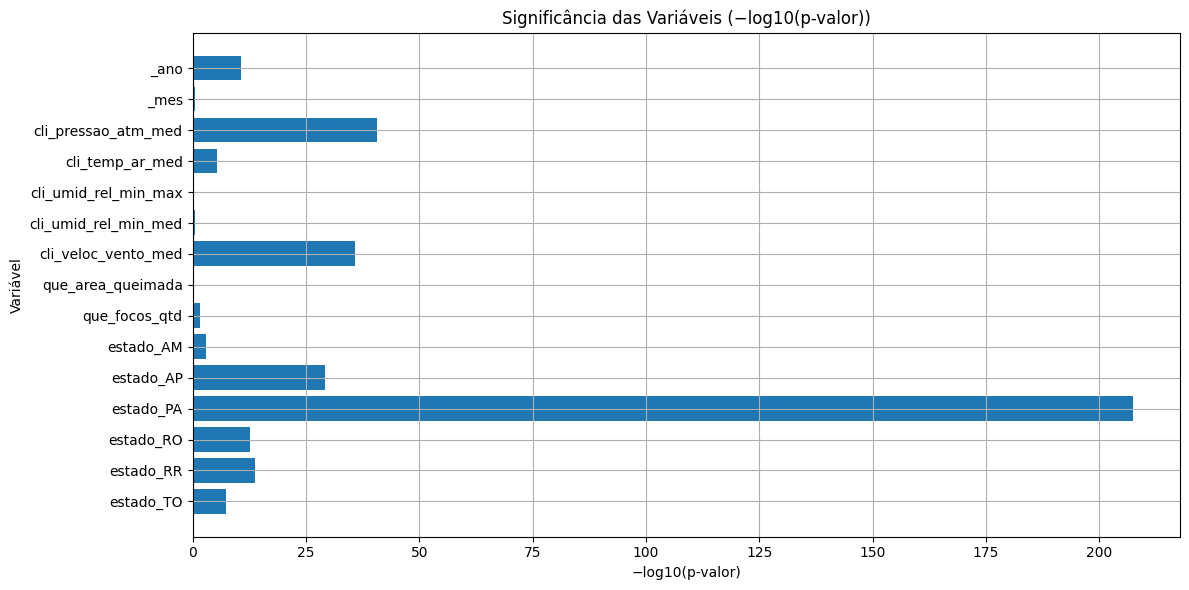 Significância das Variáveis (−log10(p-valor))
Variável
_ano
_mes
cli_pressao_atm_med
cli_temp_ar_med
cli_umid_rel_min_max
cli_umid_rel_min_med
cli_veloc_vento_med
que_area_queimada
que_focos_qtd
estado_AM
estado_AP
estado_PA
estado_RO
estado_RR
estado_TO
0 25 50 75 100 125 150 175 200
−log10(p-valor)